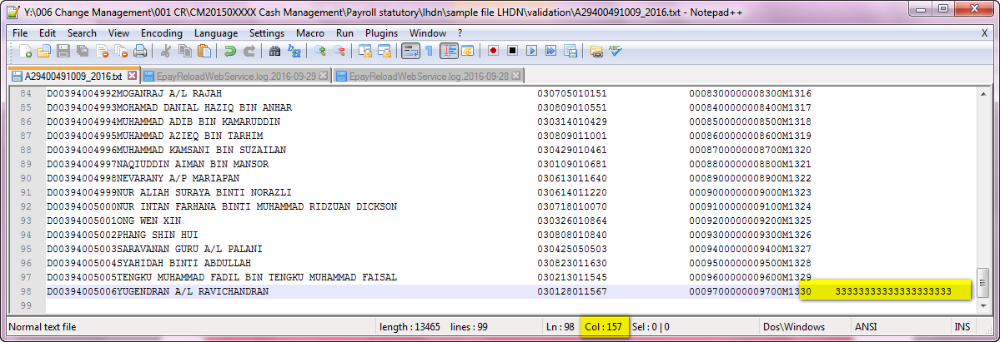 Y:\006 Change Management\001 CR\CM20150XXXX Cash Management\Payroll statutory\lhdn\sample file LHDN\validation\A29400491009_2016.txt - Notepad++
File Edit Search View Encoding Language Settings Macro Run Plugins Window ? X
A29400491009_2016.txt EpayReloadWebService.log.2016-09-29 EpayReloadWebService.log.2016-09-28
84 D00394004992MOGANRAJ A/L RAJAH 030705010151 0008300000008300M1316
85 D00394004993MOHAMAD DANIAL HAZIQ BIN ANHAR 030809010551 0008400000008400M1317
86 D00394004994MUHAMMAD ADIB BIN KAMARUDDIN 030314010429 0008500000008500M1318
87 D00394004995MUHAMMAD AZIEQ BIN TARHIM 030809011001 0008600000008600M1319
88 D00394004996MUHAMMAD KAMSANI BIN SUZAILAN 030429010461 0008700000008700M1320
89 D00394004997NAQIUDDIN AIMAN BIN MANSOR 030109010681 0008800000008800M1321
90 D00394004998NEVARANY A/P MARIAPAN 030613011640 0008900000008900M1322
91 D00394004999NUR ALIAH SURAYA BINTI NORAZLI 030614011220 0009000000009000M1323
92 D00394005000NUR INTAN FARHANA BINTI MUHAMMAD RIDZUAN DICKSON 030718010070 0009100000009100M1324
93 D00394005001ONG WEN XIN 030326010864 0009200000009200M1325
94 D00394005002PHANG SHIN HUI 030808010840 0009300000009300M1326
95 D00394005003SARAVANAN GURU A/L PALANI 030425050503 0009400000009400M1327
96 D00394005004SYAHIDAH BINTI ABDULLAH 030823011630 0009500000009500M1328
97 D00394005005TENGKU MUHAMMAD FADIL BIN TENGKU MUHAMMAD FAISAL 030213011545 0009600000009600M1329
98 D00394005006YUGENDRAN A/L RAVICHANDRAN 030128011567 0009700000009700M1330 33333333333333333333
99
Normal text file length : 13465 lines : 99 Ln : 98 Col : 157 Sel : 0 | 0 Dos\Windows ANSI INS